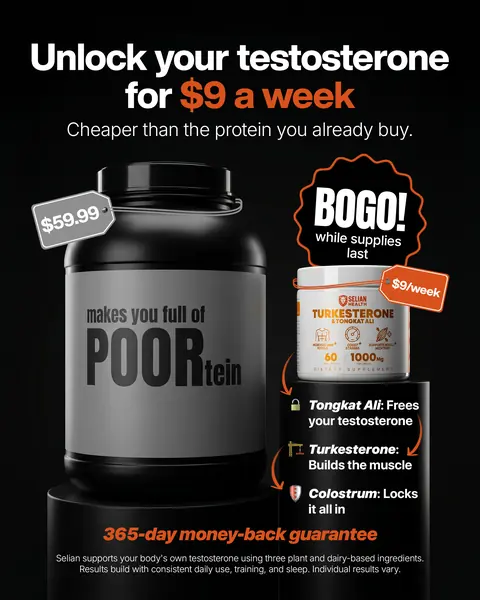 Unlock your testosterone
for $9 a week
Cheaper than the protein you already buy.
$59.99
makes you full of
POORtein
BOGO!
while supplies
last
$9/week
SELIAN
HEALTH
TURKESTERONE
& TONGKAT ALI
60
1000MG
DIETARY SUPPLEMENT
Tongkat Ali: Frees
your testosterone
Turkesterone:
Builds the muscle
Colostrum: Locks
it all in
365-day money-back guarantee
Selian supports your body's own testosterone using three plant and dairy-based ingredients.
Results build with consistent daily use, training, and sleep. Individual results vary.